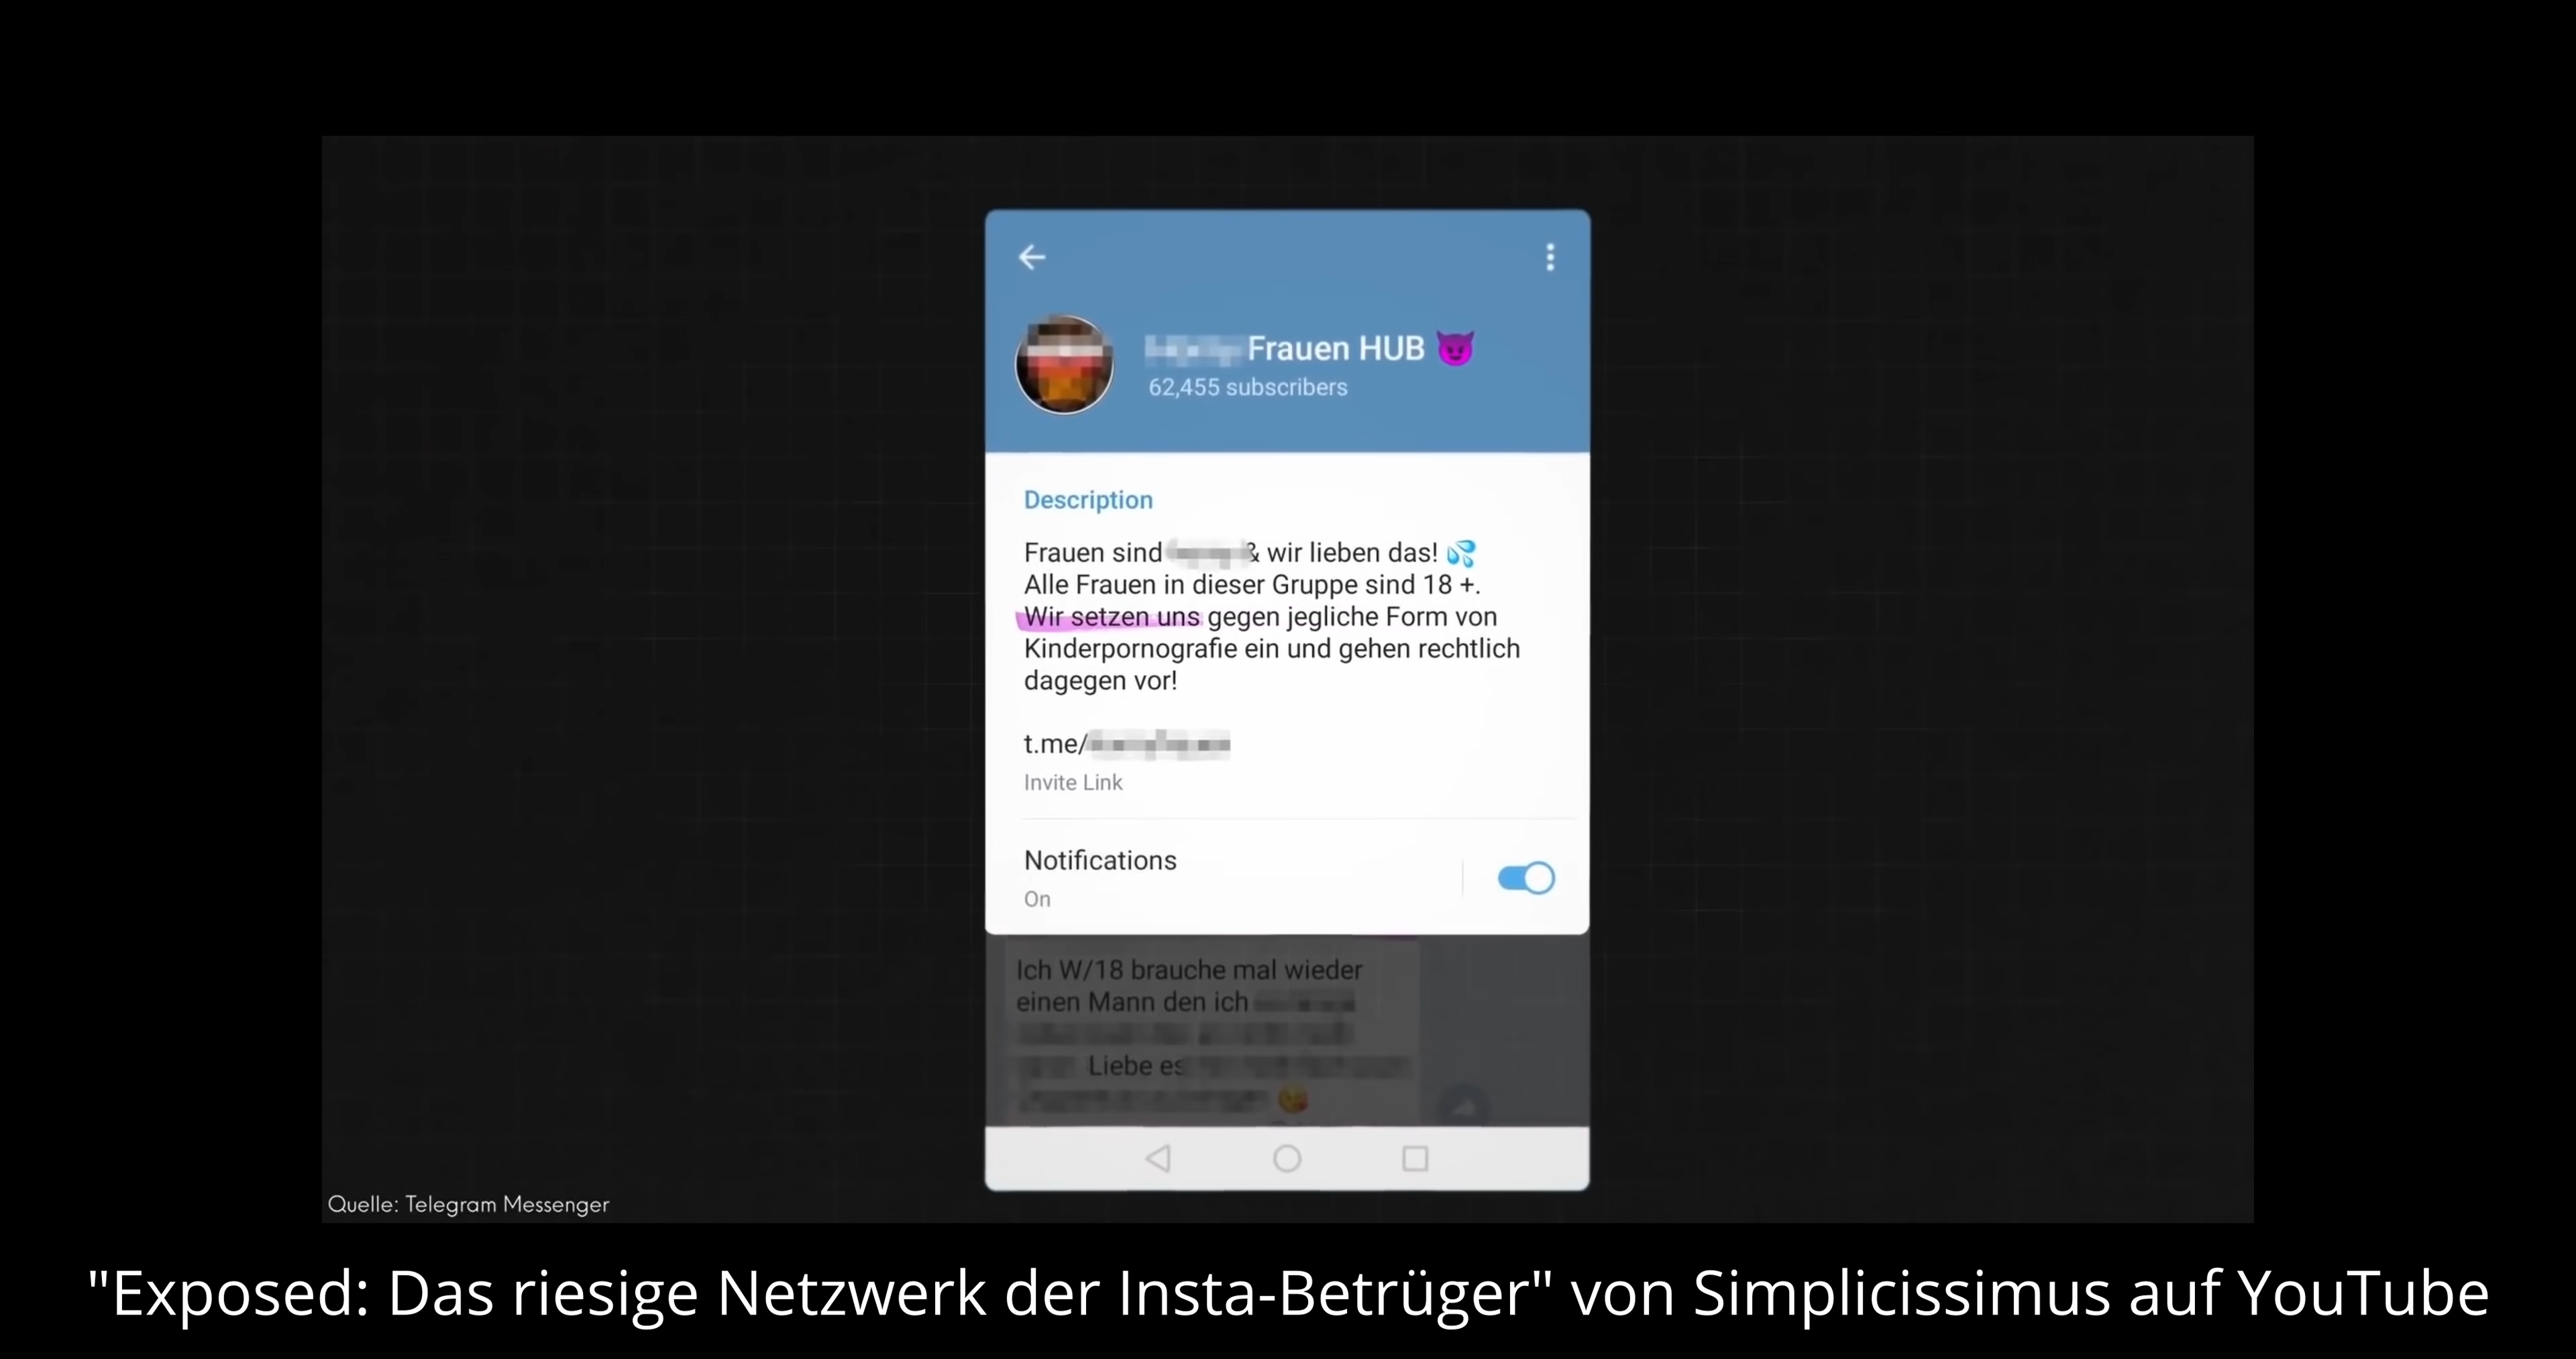 Frauen HUB 😈
62,455 subscribers
Description
Frauen sind & wir lieben das! 💦
Alle Frauen in dieser Gruppe sind 18 +.
Wir setzen uns gegen jegliche Form von
Kinderpornografie ein und gehen rechtlich
dagegen vor!
t.me/
Invite Link
Notifications
On
Ich W/18 brauche mal wieder
einen Mann den ich
Liebe es
😘
Quelle: Telegram Messenger
"Exposed: Das riesige Netzwerk der Insta-Betrüger" von Simplicissimus auf YouTube